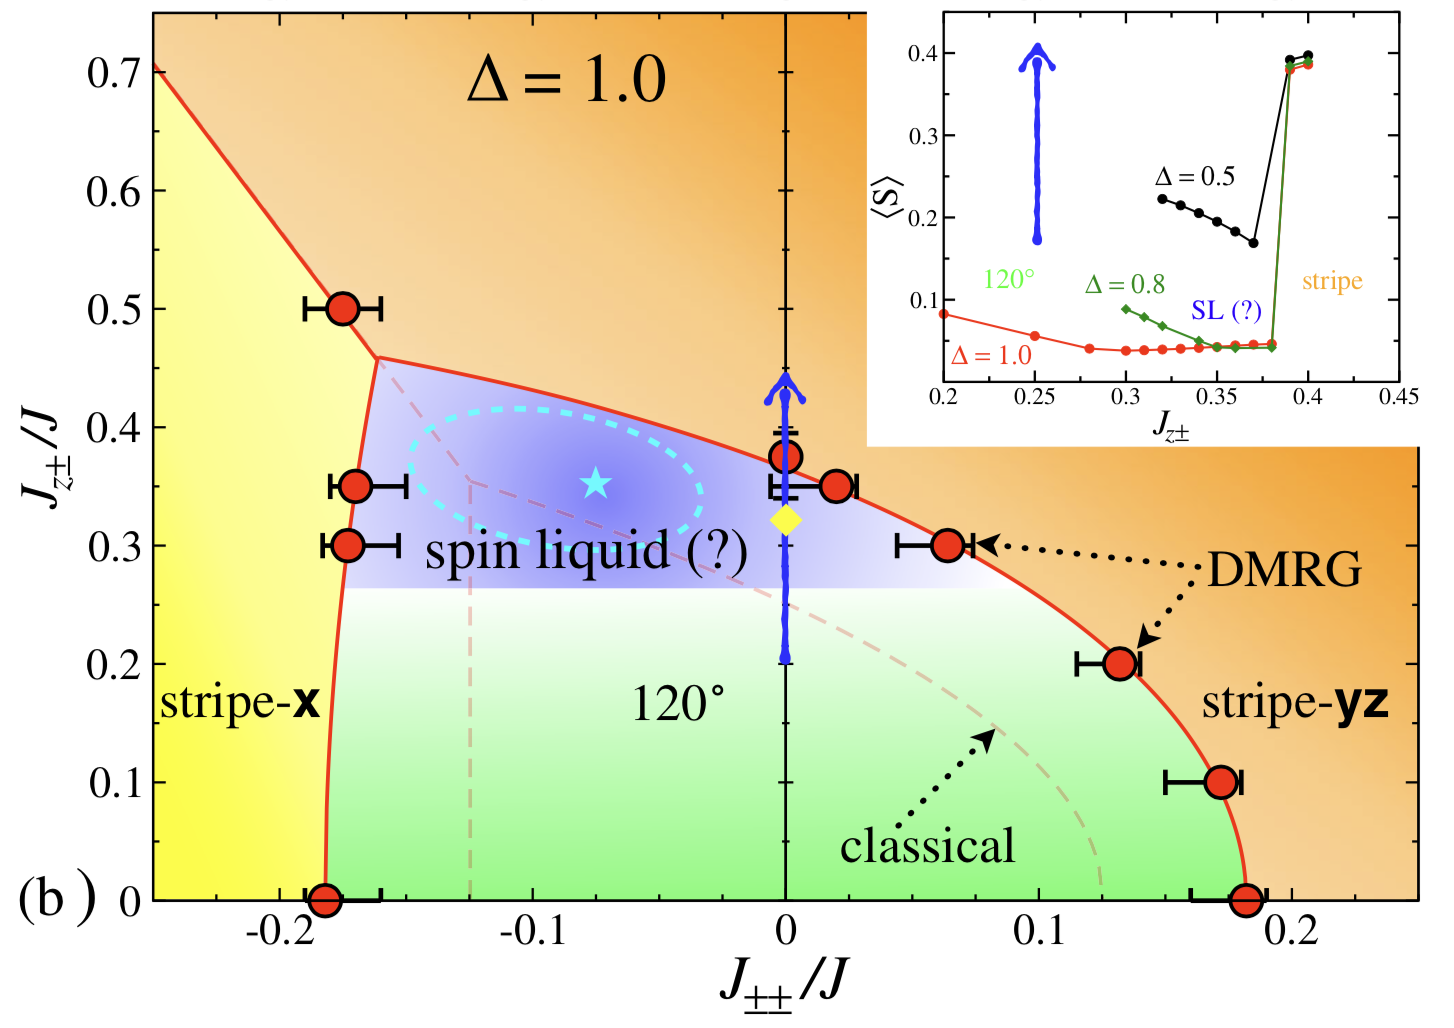 Δ = 1.0
0.7
0.6
0.5
0.4
0.3
0.2
0.1
0
J_z±/J
-0.2
-0.1
0
0.1
0.2
J_±±/J
(b )
spin liquid (?)
120°
stripe-x
stripe-yz
DMRG
classical
0.4
0.3
0.2
0.1
⟨S⟩
0.2
0.25
0.3
0.35
0.4
0.45
J_z±
Δ = 0.5
120°
Δ = 0.8
SL (?)
stripe
Δ = 1.0